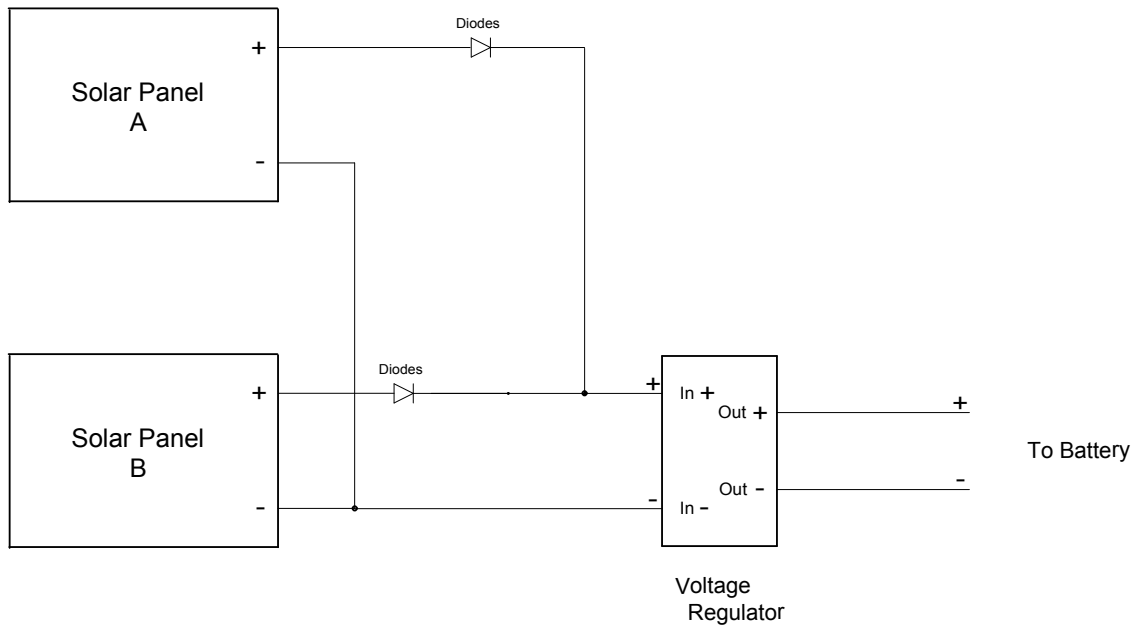 Diodes
+
Solar Panel
A
-
Diodes
+
Solar Panel
B
-
+
In +
Out +
+
To Battery
Out -
-
-
In -
Voltage
Regulator